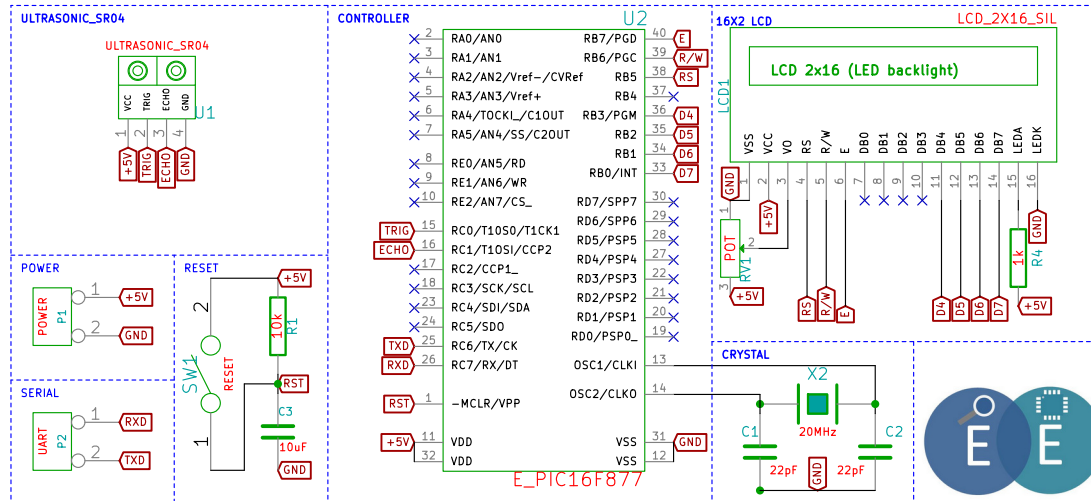 ULTRASONIC_SR04
ULTRASONIC_SR04
VCC
TRIG
ECHO
GND
U1
1
2
3
4
+5V
TRIG
ECHO
GND
POWER
POWER
P1
1
+5V
2
GND
SERIAL
UART
P2
1
RXD
2
TXD
RESET
+5V
2
10k
R1
SW1
RESET
RST
1
C3
10uF
GND
CONTROLLER
U2
2 RA0/AN0
3 RA1/AN1
4 RA2/AN2/Vref-/CVRef
5 RA3/AN3/Vref+
6 RA4/TOCKI_/C1OUT
7 RA5/AN4/SS/C2OUT
8 RE0/AN5/RD
9 RE1/AN6/WR
10 RE2/AN7/CS_
TRIG 15 RC0/T1OS0/T1CK1
ECHO 16 RC1/T1OSI/CCP2
17 RC2/CCP1_
18 RC3/SCK/SCL
23 RC4/SDI/SDA
24 RC5/SDO
TXD 25 RC6/TX/CK
RXD 26 RC7/RX/DT
RST 1 -MCLR/VPP
+5V 11 VDD
32 VDD
RB7/PGD 40 E
RB6/PGC 39 R/W
RB5 38 RS
RB4 37
RB3/PGM 36 D4
RB2 35 D5
RB1 34 D6
RB0/INT 33 D7
RD7/SPP7 30
RD6/SPP6 29
RD5/PSP5 28
RD4/PSP4 27
RD3/PSP3 22
RD2/PSP2 21
RD1/PSP1 20
RD0/PSP0_ 19
OSC1/CLKI 13
OSC2/CLKO 14
VSS 31 GND
VSS 12
E_PIC16F877
16X2 LCD
LCD_2X16_SIL
LCD 2x16 (LED backlight)
LCD1
VSS
VCC
VO
RS
R/W
E
DB0
DB1
DB2
DB3
DB4
DB5
DB6
DB7
LEDA
LEDK
1
2
3
4
5
6
7
8
9
10
11
12
13
14
15
16
GND
+5V
POT
RV1
1
2
3
+5V
RS
R/W
E
D4
D5
D6
D7
1k
R4
+5V
GND
CRYSTAL
X2
20MHz
C1
22pF
GND
C2
22pF
E
E